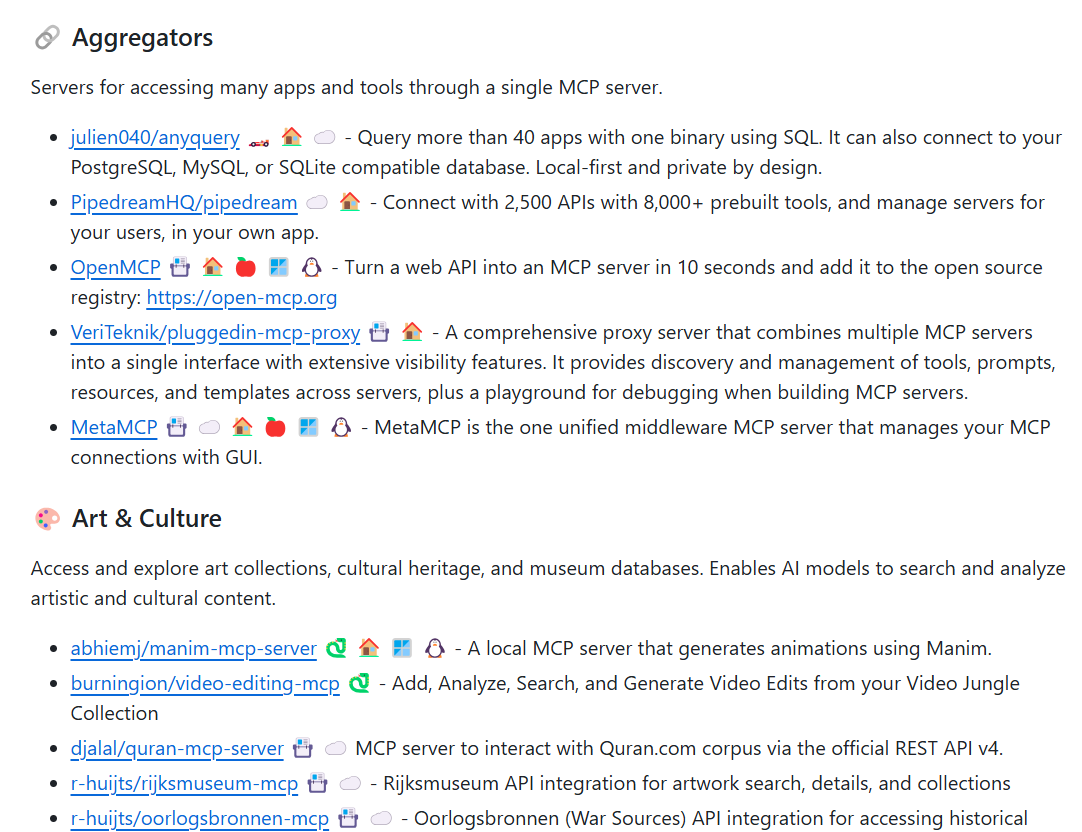 🔗 Aggregators
Servers for accessing many apps and tools through a single MCP server.
• julien040/anyquery 🏎️ 🏠 ☁️ - Query more than 40 apps with one binary using SQL. It can also connect to your
PostgreSQL, MySQL, or SQLite compatible database. Local-first and private by design.
• PipedreamHQ/pipedream ☁️ 🏠 - Connect with 2,500 APIs with 8,000+ prebuilt tools, and manage servers for
your users, in your own app.
• OpenMCP 📇 🏠 🍎 🪟 🐧 - Turn a web API into an MCP server in 10 seconds and add it to the open source
registry: https://open-mcp.org
• VeriTeknik/pluggedin-mcp-proxy 📇 🏠 - A comprehensive proxy server that combines multiple MCP servers
into a single interface with extensive visibility features. It provides discovery and management of tools, prompts,
resources, and templates across servers, plus a playground for debugging when building MCP servers.
• MetaMCP 📇 ☁️ 🏠 🍎 🪟 🐧 - MetaMCP is the one unified middleware MCP server that manages your MCP
connections with GUI.
🎨 Art & Culture
Access and explore art collections, cultural heritage, and museum databases. Enables AI models to search and analyze
artistic and cultural content.
• abhiemj/manim-mcp-server 🐍 🏠 🪟 🐧 - A local MCP server that generates animations using Manim.
• burningion/video-editing-mcp 🐍 - Add, Analyze, Search, and Generate Video Edits from your Video Jungle
Collection
• djalal/quran-mcp-server 📇 ☁️ MCP server to interact with Quran.com corpus via the official REST API v4.
• r-huijts/rijksmuseum-mcp 📇 ☁️ - Rijksmuseum API integration for artwork search, details, and collections
• r-huijts/oorlogsbronnen-mcp 📇 ☁️ - Oorlogsbronnen (War Sources) API integration for accessing historical